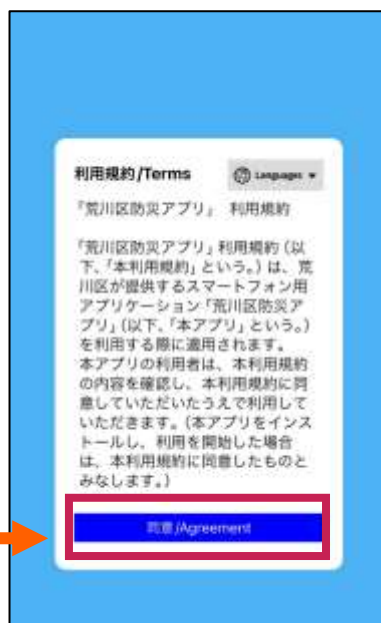 利用規約/Terms
Languages
「荒川区防災アプリ」 利用規約
「荒川区防災アプリ」利用規約(以
下、「本利用規約」という。)は、荒
川区が提供するスマートフォン用
アプリケーション「荒川区防災ア
プリ」(以下、「本アプリ」という。)
を利用する際に適用されます。
本アプリの利用者は、本利用規約
の内容を確認し、本利用規約に同
意していただいたうえで利用して
いただきます。(本アプリをインス
トールし、利用を開始した場合
は、本利用規約に同意したものと
みなします。)
同意/Agreement